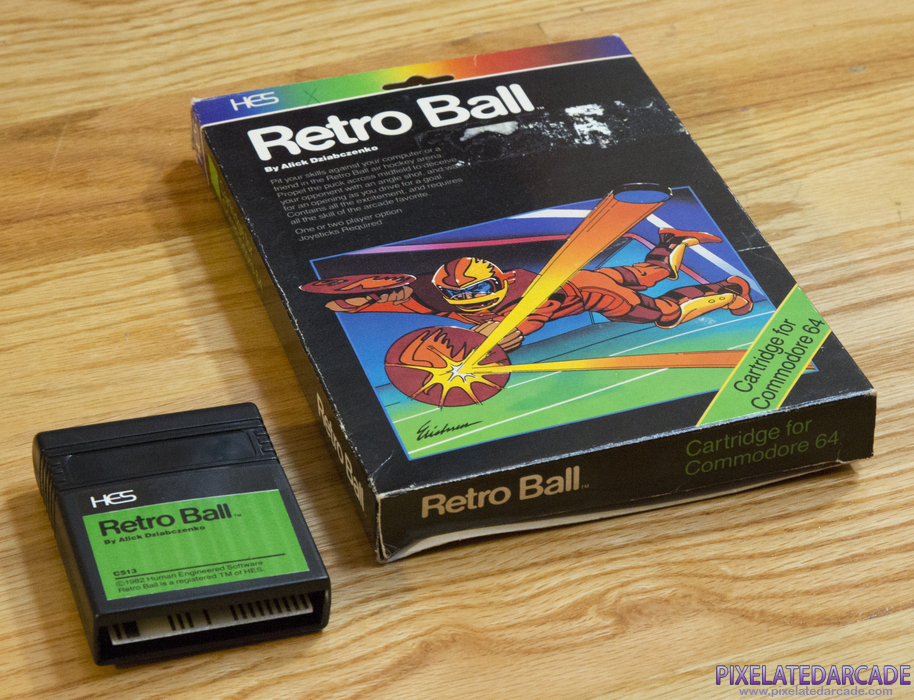 HES
Retro Ball™
By Alick Dziabczenko
Pit your skills against your computer or a
friend in the Retro Ball air hockey arena.
Propel the puck across midfield to deceive
your opponent with an angle shot, and wait
for an opening as you drive for a goal
Contains all the excitement, and requires
all the skill of the arcade favorite.
One or two player option
Joysticks Required
Cartridge for
Commodore 64
Retro Ball
Retro Ball™
Cartridge for
Commodore 64
HES
Retro Ball™
By Alick Dziabczenko
C513
©1982 Human Engineered Software
Retro Ball is a registered TM of HES.
PIXELATEDARCADE
www.pixelatedarcade.com